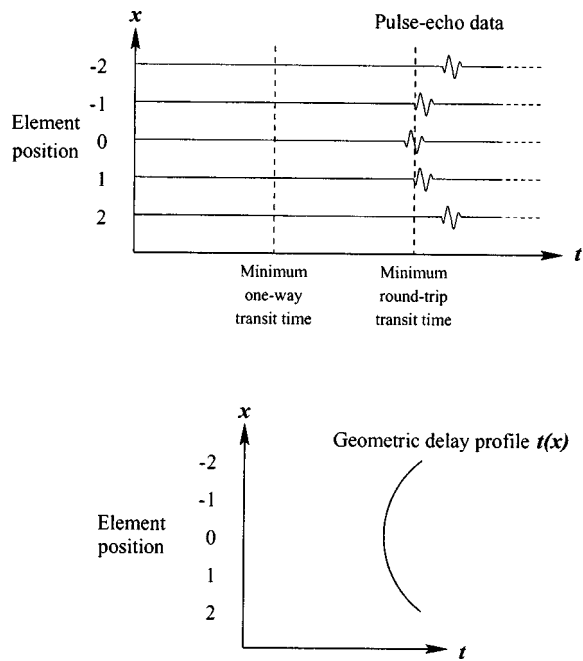 x
Pulse-echo data
-2
-1
Element
position
0
1
2
t
Minimum
one-way
transit time
Minimum
round-trip
transit time
x
Geometric delay profile t(x)
-2
-1
Element
position
0
1
2
t